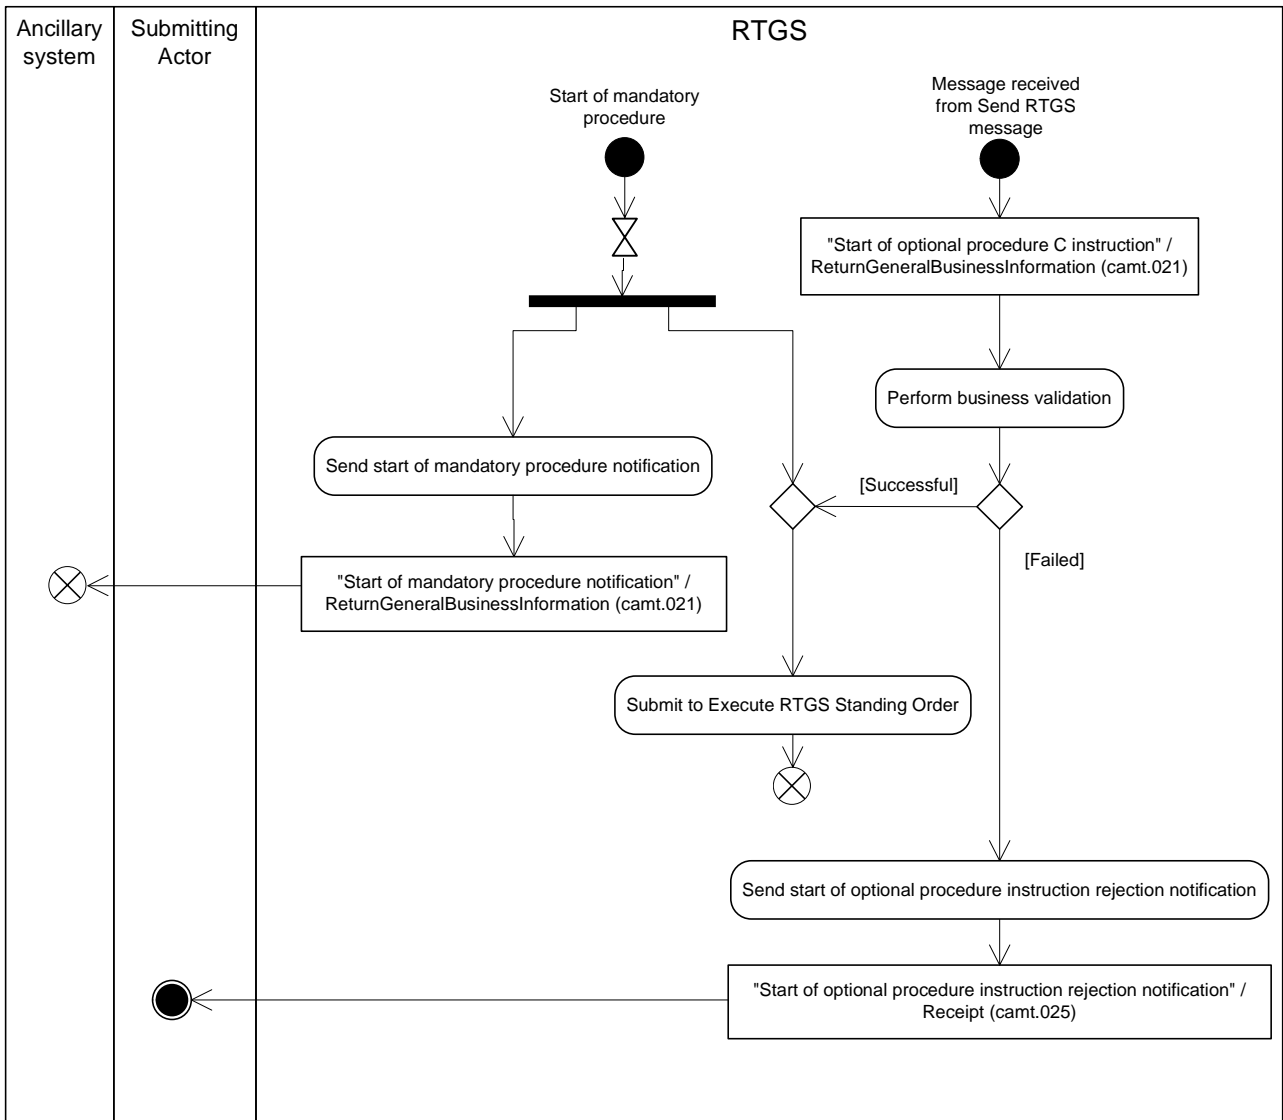 Ancillary
system
Submitting
Actor
RTGS
Start of mandatory
procedure
Message received
from Send RTGS
message
"Start of optional procedure C instruction" /
ReturnGeneralBusinessInformation (camt.021)
Perform business validation
Send start of mandatory procedure notification
[Successful]
[Failed]
"Start of mandatory procedure notification" /
ReturnGeneralBusinessInformation (camt.021)
Submit to Execute RTGS Standing Order
Send start of optional procedure instruction rejection notification
"Start of optional procedure instruction rejection notification" /
Receipt (camt.025)